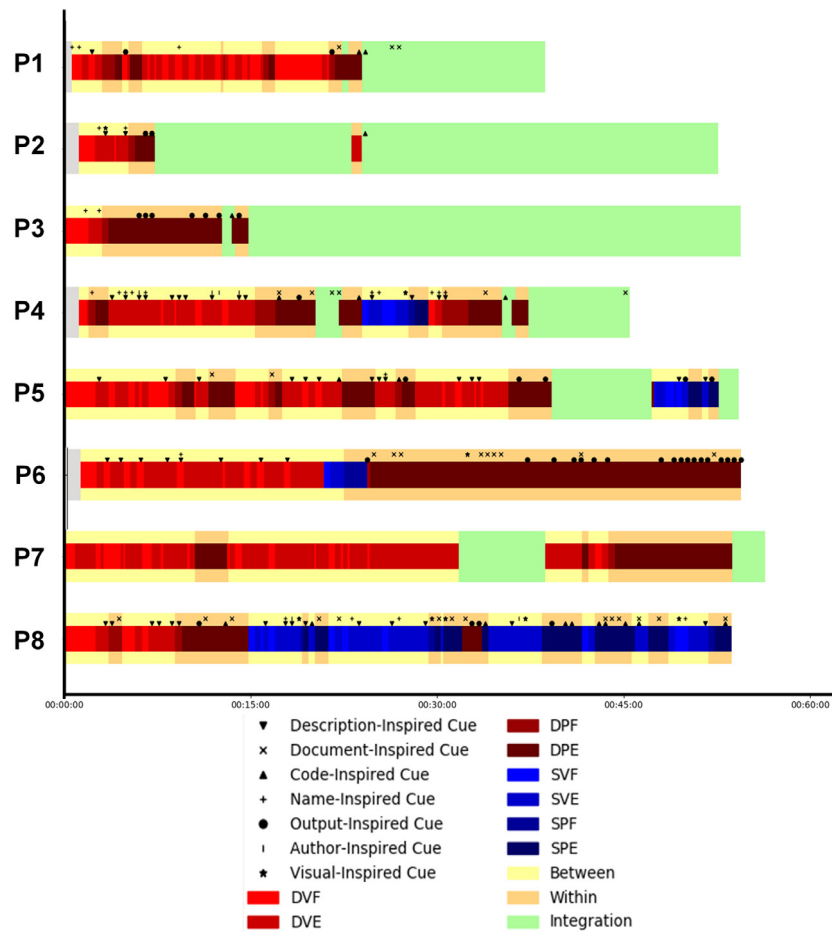 P1
P2
P3
P4
P5
P6
P7
P8
00:00:00 00:15:00 00:30:00 00:45:00 01:00:00
Description-Inspired Cue
Document-Inspired Cue
Code-Inspired Cue
Name-Inspired Cue
Output-Inspired Cue
Author-Inspired Cue
Visual-Inspired Cue
DVF
DVE
DPF
DPE
SVF
SVE
SPF
SPE
Between
Within
Integration